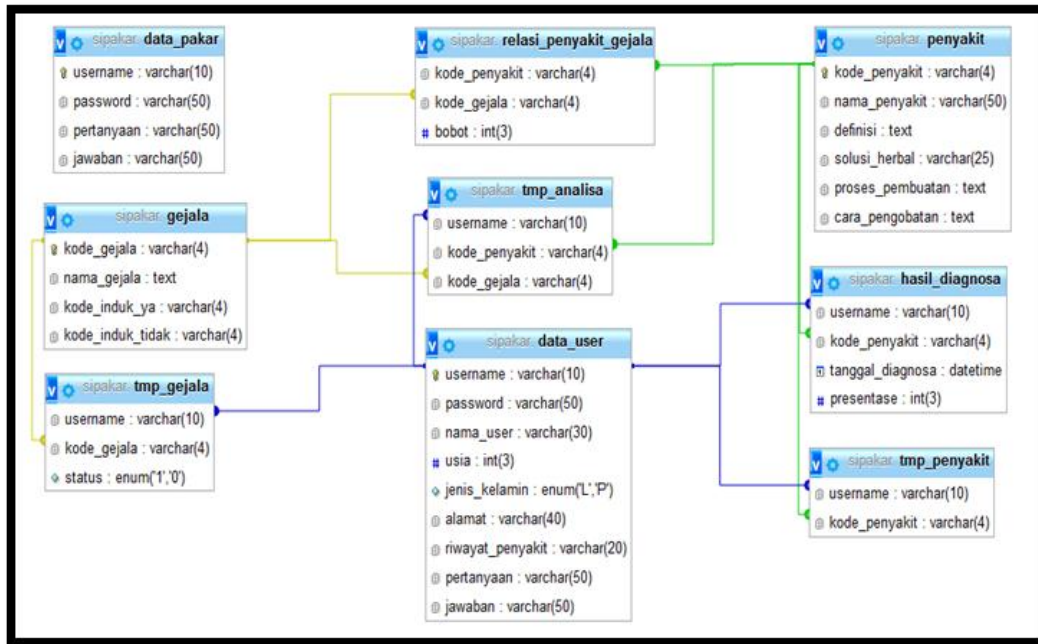 sipakar data_pakar
username : varchar(10)
password : varchar(50)
pertanyaan : varchar(50)
jawaban : varchar(50)
sipakar relasi_penyakit_gejala
kode_penyakit : varchar(4)
kode_gejala : varchar(4)
# bobot : int(3)
sipakar penyakit
kode_penyakit : varchar(4)
nama_penyakit : varchar(50)
definisi : text
solusi_herbal : varchar(25)
proses_pembuatan : text
cara_pengobatan : text
sipakar gejala
kode_gejala : varchar(4)
nama_gejala : text
kode_induk_ya : varchar(4)
kode_induk_tidak : varchar(4)
sipakar tmp_analisa
username : varchar(10)
kode_penyakit : varchar(4)
kode_gejala : varchar(4)
sipakar hasil_diagnosa
username : varchar(10)
kode_penyakit : varchar(4)
tanggal_diagnosa : datetime
# presentase : int(3)
sipakar tmp_gejala
username : varchar(10)
kode_gejala : varchar(4)
status : enum('1','0')
sipakar data_user
username : varchar(10)
password : varchar(50)
nama_user : varchar(30)
# usia : int(3)
jenis_kelamin : enum('L','P')
alamat : varchar(40)
riwayat_penyakit : varchar(20)
pertanyaan : varchar(50)
jawaban : varchar(50)
sipakar tmp_penyakit
username : varchar(10)
kode_penyakit : varchar(4)